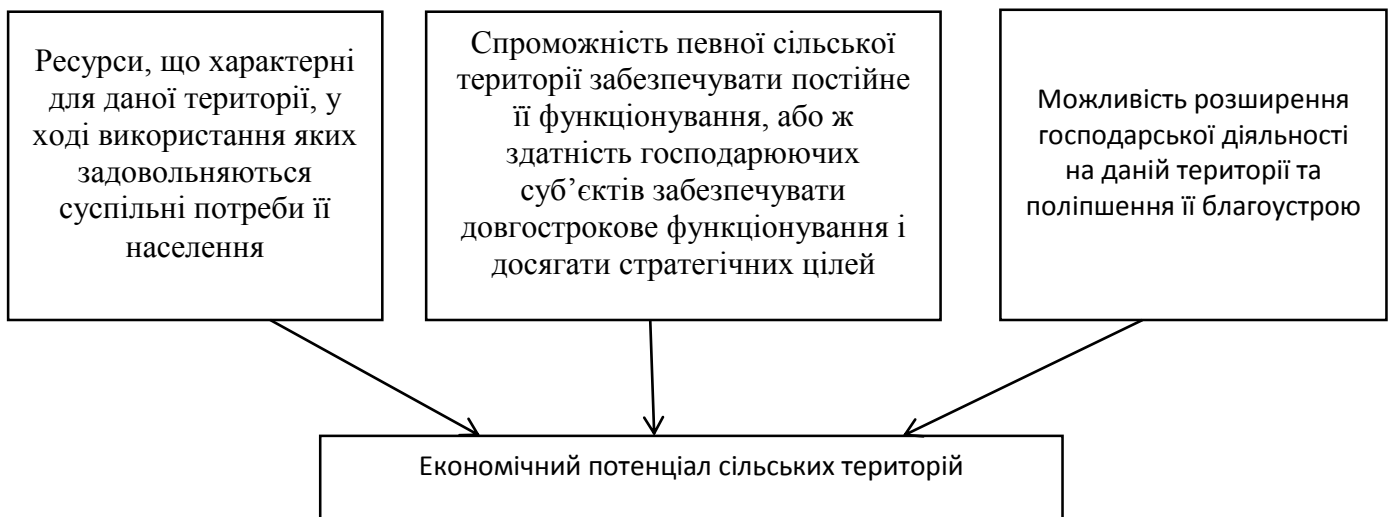 Ресурси, що характерні
для даної території, у
ході використання яких
задовольняються
суспільні потреби її
населення
Спроможність певної сільської
території забезпечувати постійне
її функціонування, або ж
здатність господарюючих
суб’єктів забезпечувати
довгострокове функціонування і
досягати стратегічних цілей
Можливість розширення
господарської діяльності
на даній території та
поліпшення її благоустрою
Економічний потенціал сільських територій